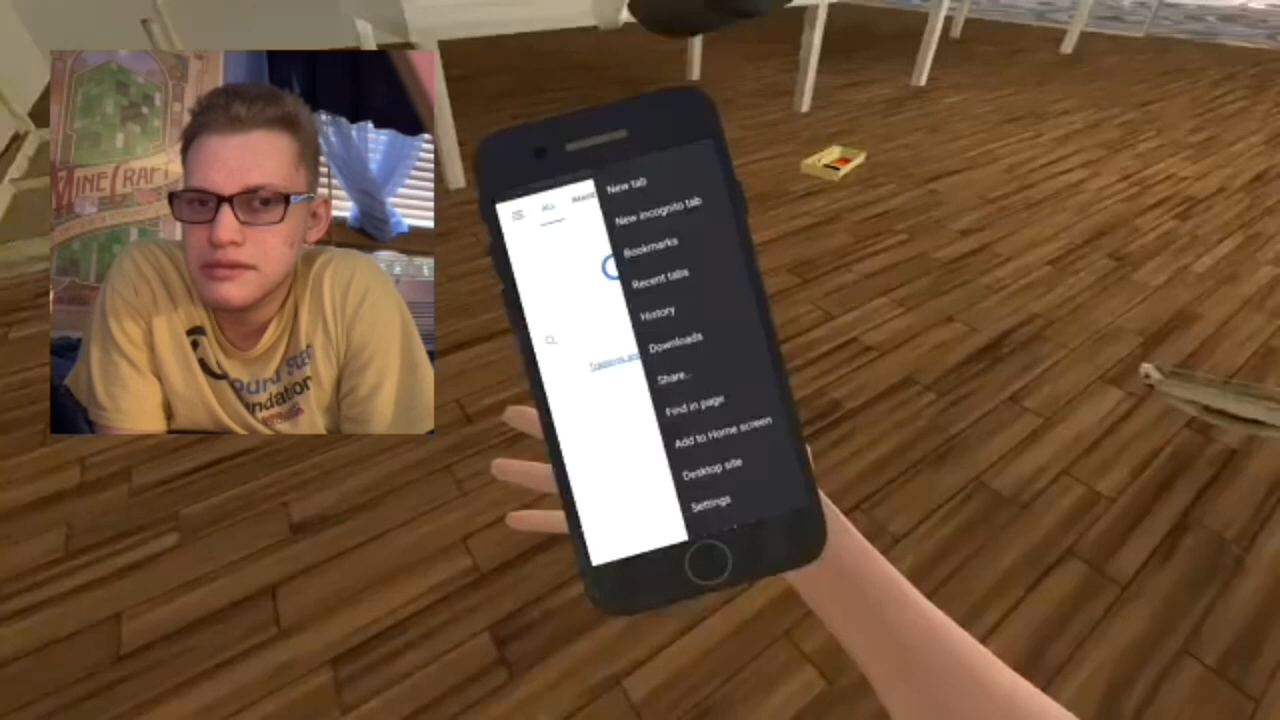 MINECRAFT
ALL
New tab
New incognito tab
Bookmarks
Recent tabs
History
Downloads
Share...
Find in page
Add to Home screen
Desktop site
Settings